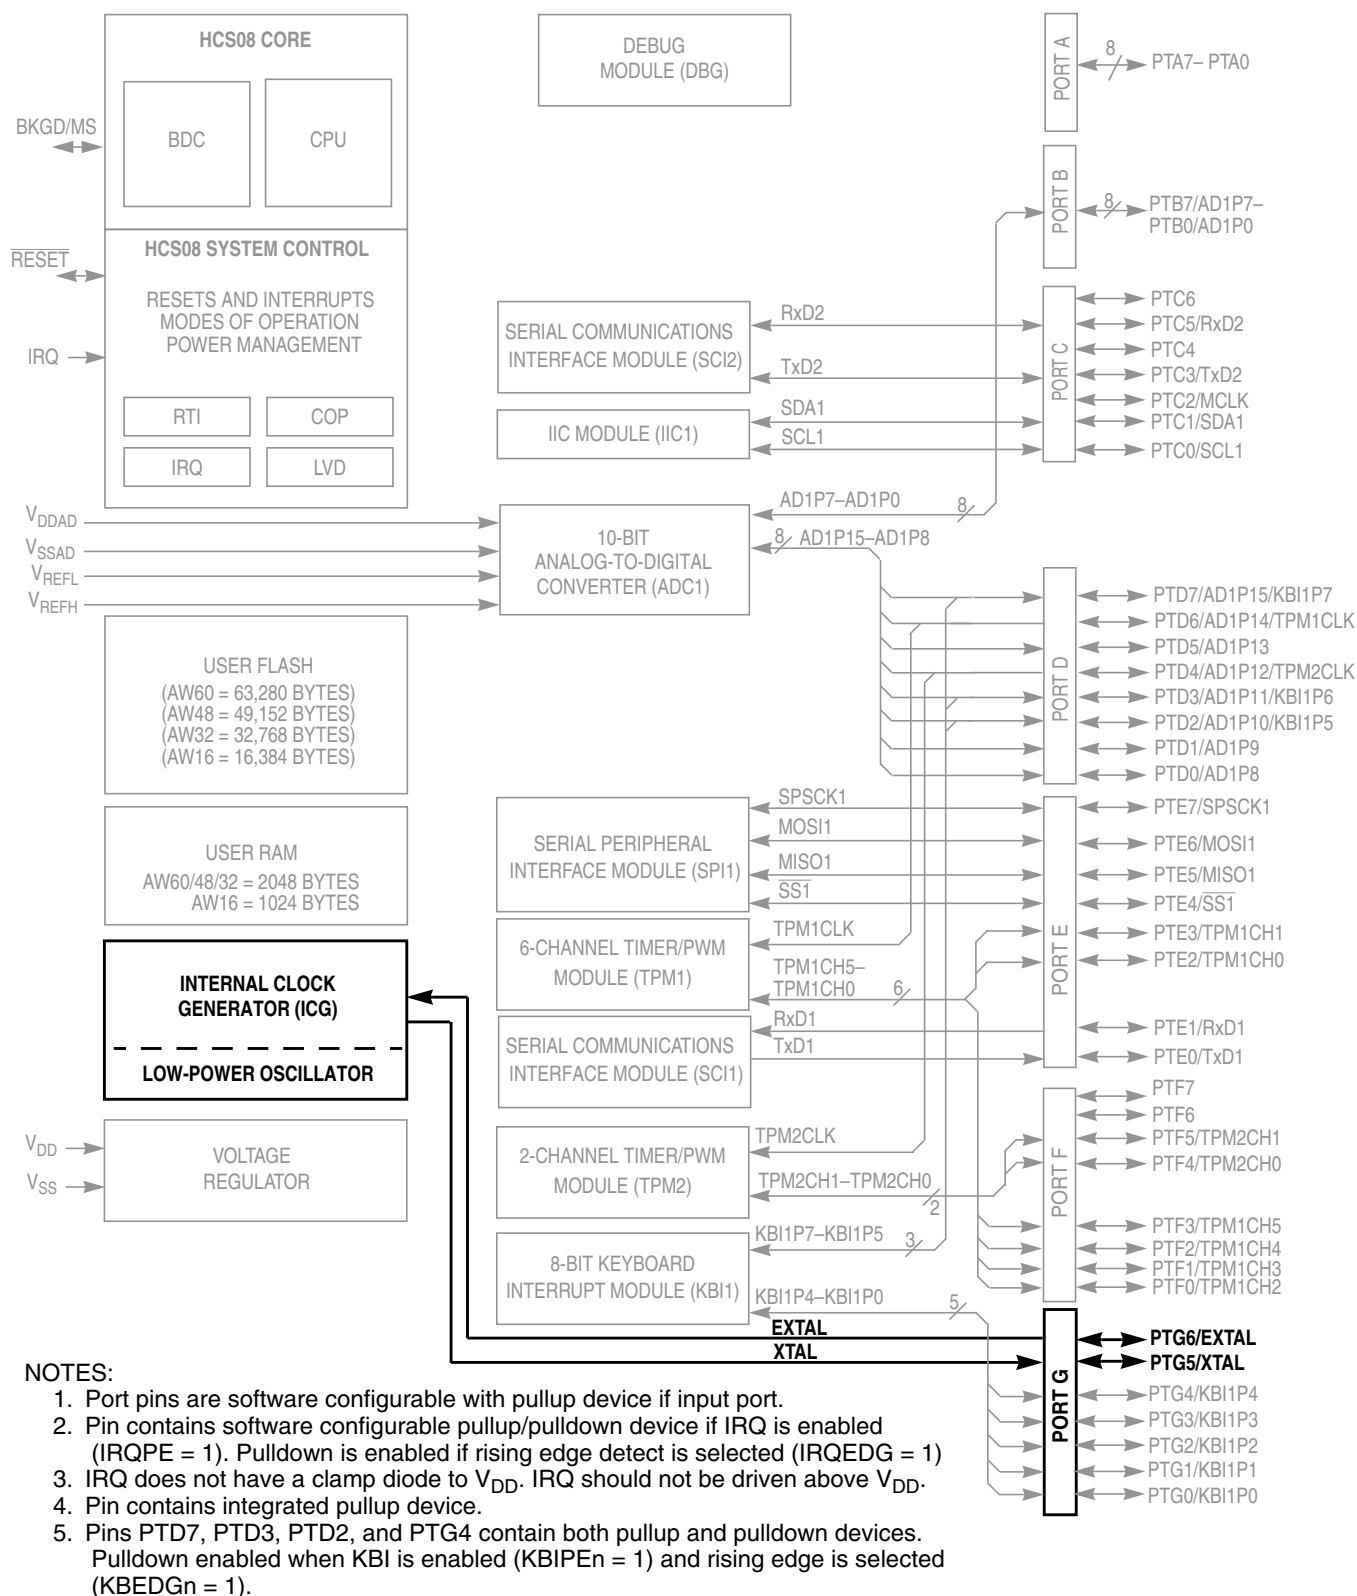 HCS08 CORE
BDC
CPU
BKGD/MS
HCS08 SYSTEM CONTROL
RESET
RESETS AND INTERRUPTS
MODES OF OPERATION
POWER MANAGEMENT
IRQ
RTI
COP
IRQ
LVD
VDDAD
VSSAD
VREFL
VREFH
USER FLASH
(AW60 = 63,280 BYTES)
(AW48 = 49,152 BYTES)
(AW32 = 32,768 BYTES)
(AW16 = 16,384 BYTES)
USER RAM
AW60/48/32 = 2048 BYTES
AW16 = 1024 BYTES
INTERNAL CLOCK
GENERATOR (ICG)
LOW-POWER OSCILLATOR
VDD
VSS
VOLTAGE
REGULATOR
DEBUG
MODULE (DBG)
SERIAL COMMUNICATIONS
INTERFACE MODULE (SCI2)
RxD2
TxD2
IIC MODULE (IIC1)
SDA1
SCL1
10-BIT
ANALOG-TO-DIGITAL
CONVERTER (ADC1)
AD1P7–AD1P0
8
8
AD1P15–AD1P8
SERIAL PERIPHERAL
INTERFACE MODULE (SPI1)
SPSCK1
MOSI1
MISO1
SS1
6-CHANNEL TIMER/PWM
MODULE (TPM1)
TPM1CLK
TPM1CH5–
TPM1CH0
6
SERIAL COMMUNICATIONS
INTERFACE MODULE (SCI1)
RxD1
TxD1
2-CHANNEL TIMER/PWM
MODULE (TPM2)
TPM2CLK
TPM2CH1–TPM2CH0
2
8-BIT KEYBOARD
INTERRUPT MODULE (KBI1)
KBI1P7–KBI1P5
3
KBI1P4–KBI1P0
5
EXTAL
XTAL
PORT A
8
PTA7– PTA0
PORT B
8
PTB7/AD1P7–
PTB0/AD1P0
PORT C
PTC6
PTC5/RxD2
PTC4
PTC3/TxD2
PTC2/MCLK
PTC1/SDA1
PTC0/SCL1
PORT D
PTD7/AD1P15/KBI1P7
PTD6/AD1P14/TPM1CLK
PTD5/AD1P13
PTD4/AD1P12/TPM2CLK
PTD3/AD1P11/KBI1P6
PTD2/AD1P10/KBI1P5
PTD1/AD1P9
PTD0/AD1P8
PORT E
PTE7/SPSCK1
PTE6/MOSI1
PTE5/MISO1
PTE4/SS1
PTE3/TPM1CH1
PTE2/TPM1CH0
PTE1/RxD1
PTE0/TxD1
PORT F
PTF7
PTF6
PTF5/TPM2CH1
PTF4/TPM2CH0
PTF3/TPM1CH5
PTF2/TPM1CH4
PTF1/TPM1CH3
PTF0/TPM1CH2
PORT G
PTG6/EXTAL
PTG5/XTAL
PTG4/KBI1P4
PTG3/KBI1P3
PTG2/KBI1P2
PTG1/KBI1P1
PTG0/KBI1P0
NOTES:
1. Port pins are software configurable with pullup device if input port.
2. Pin contains software configurable pullup/pulldown device if IRQ is enabled
(IRQPE = 1). Pulldown is enabled if rising edge detect is selected (IRQEDG = 1)
3. IRQ does not have a clamp diode to VDD. IRQ should not be driven above VDD.
4. Pin contains integrated pullup device.
5. Pins PTD7, PTD3, PTD2, and PTG4 contain both pullup and pulldown devices.
Pulldown enabled when KBI is enabled (KBIPEn = 1) and rising edge is selected
(KBEDGn = 1).